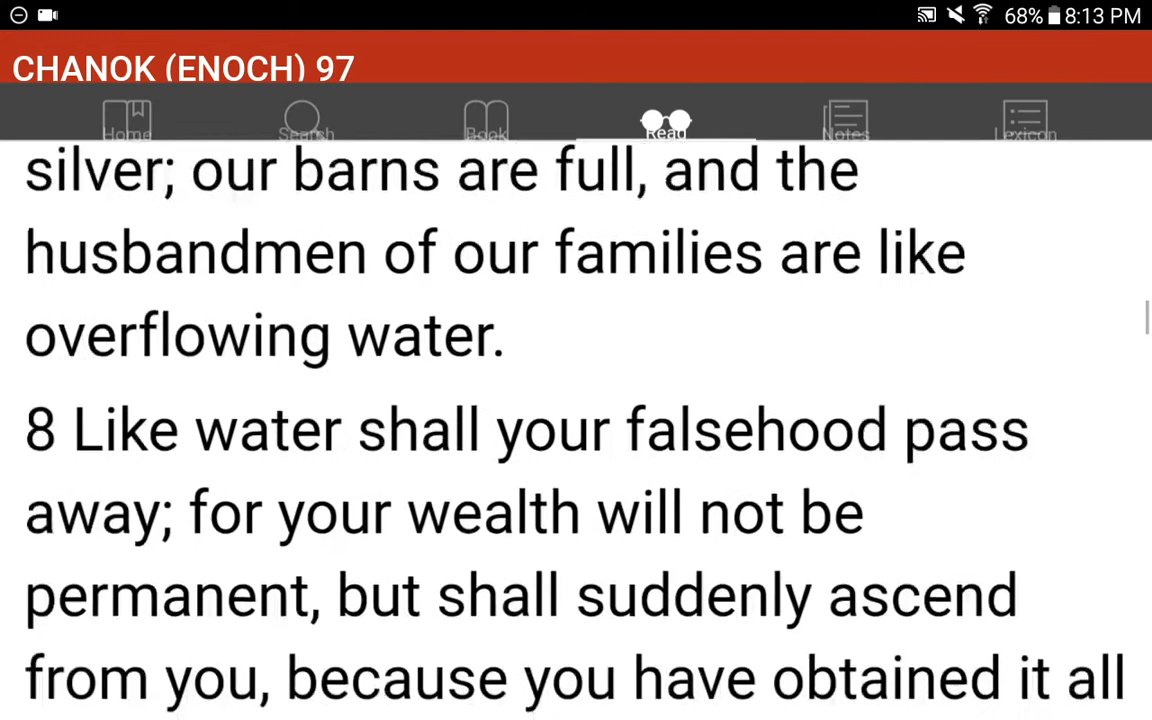 68% 8:13 PM
CHANOK (ENOCH) 97
Home Search Book Read Notes Lexicon
silver; our barns are full, and the
husbandmen of our families are like
overflowing water.
8 Like water shall your falsehood pass
away; for your wealth will not be
permanent, but shall suddenly ascend
from you, because you have obtained it all